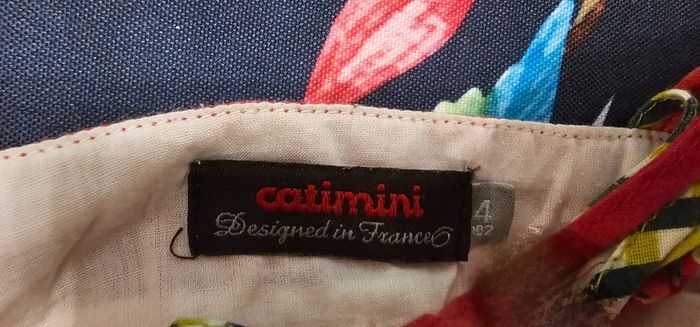 catimini
Designed in France
4